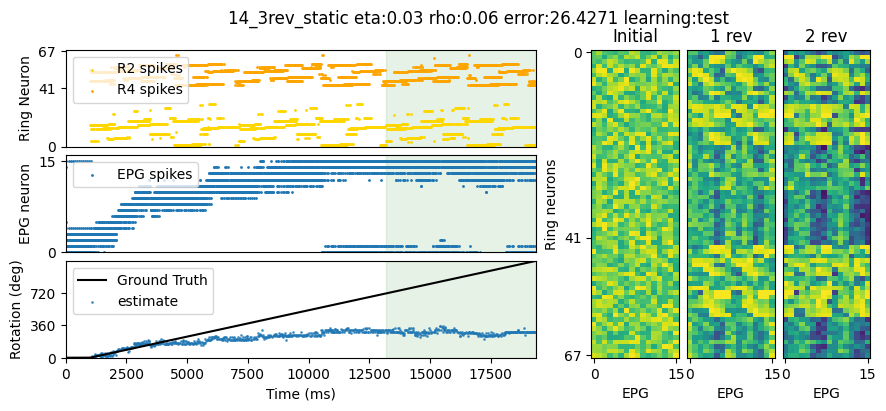 14_3rev_static eta:0.03 rho:0.06 error:26.4271 learning:test
Ring Neuron
67
41
0
R2 spikes
R4 spikes
EPG neuron
15
0
EPG spikes
Rotation (deg)
720
360
0
Ground Truth
estimate
0 2500 5000 7500 10000 12500 15000 17500
Time (ms)
Initial 1 rev 2 rev
Ring neurons
0
41
67
0 15 0 15 0 15
EPG EPG EPG